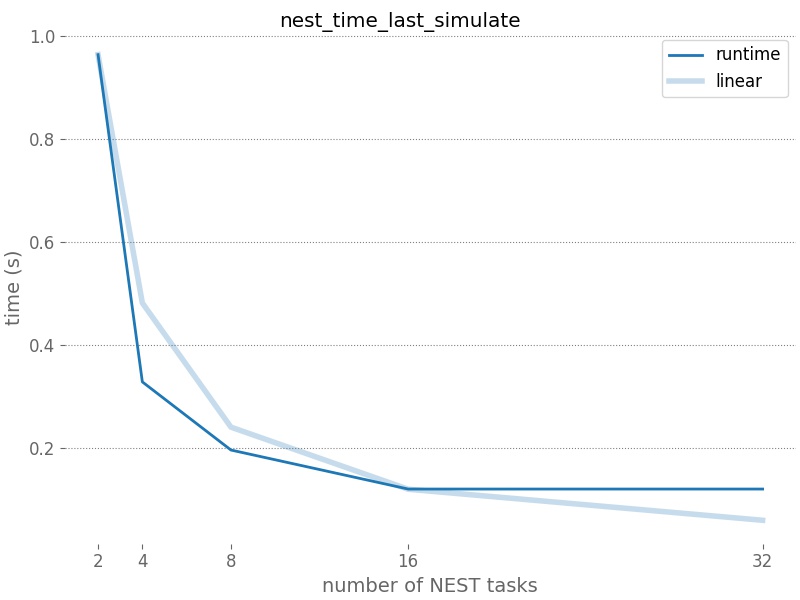 nest_time_last_simulate
runtime
linear
1.0
0.8
0.6
0.4
0.2
time (s)
2 4 8 16 32
number of NEST tasks